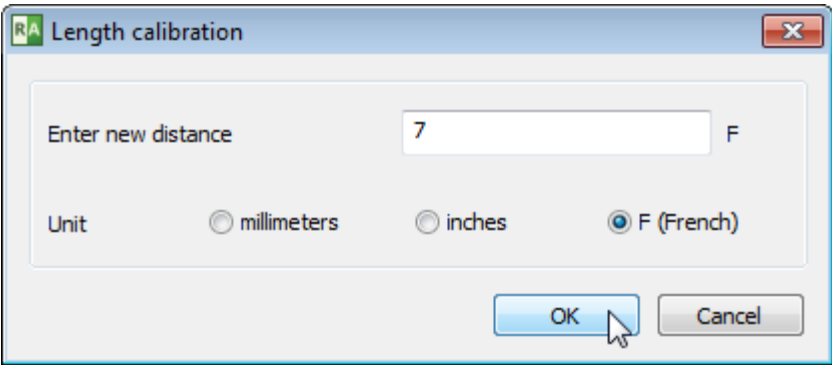 RA Length calibration
Enter new distance 7 F
Unit millimeters inches F (French)
OK Cancel